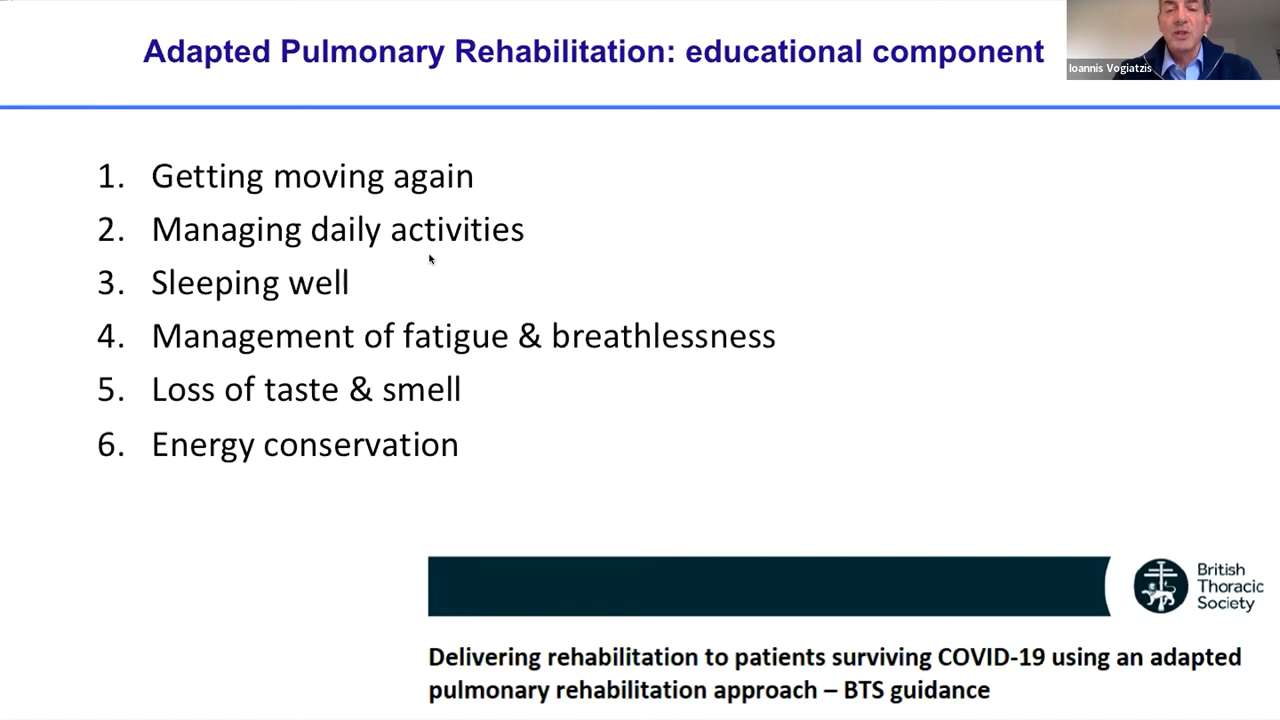 Adapted Pulmonary Rehabilitation: educational component
Ioannis Vogiatzis
1. Getting moving again
2. Managing daily activities
3. Sleeping well
4. Management of fatigue & breathlessness
5. Loss of taste & smell
6. Energy conservation
British
Thoracic
Society
Delivering rehabilitation to patients surviving COVID-19 using an adapted
pulmonary rehabilitation approach – BTS guidance